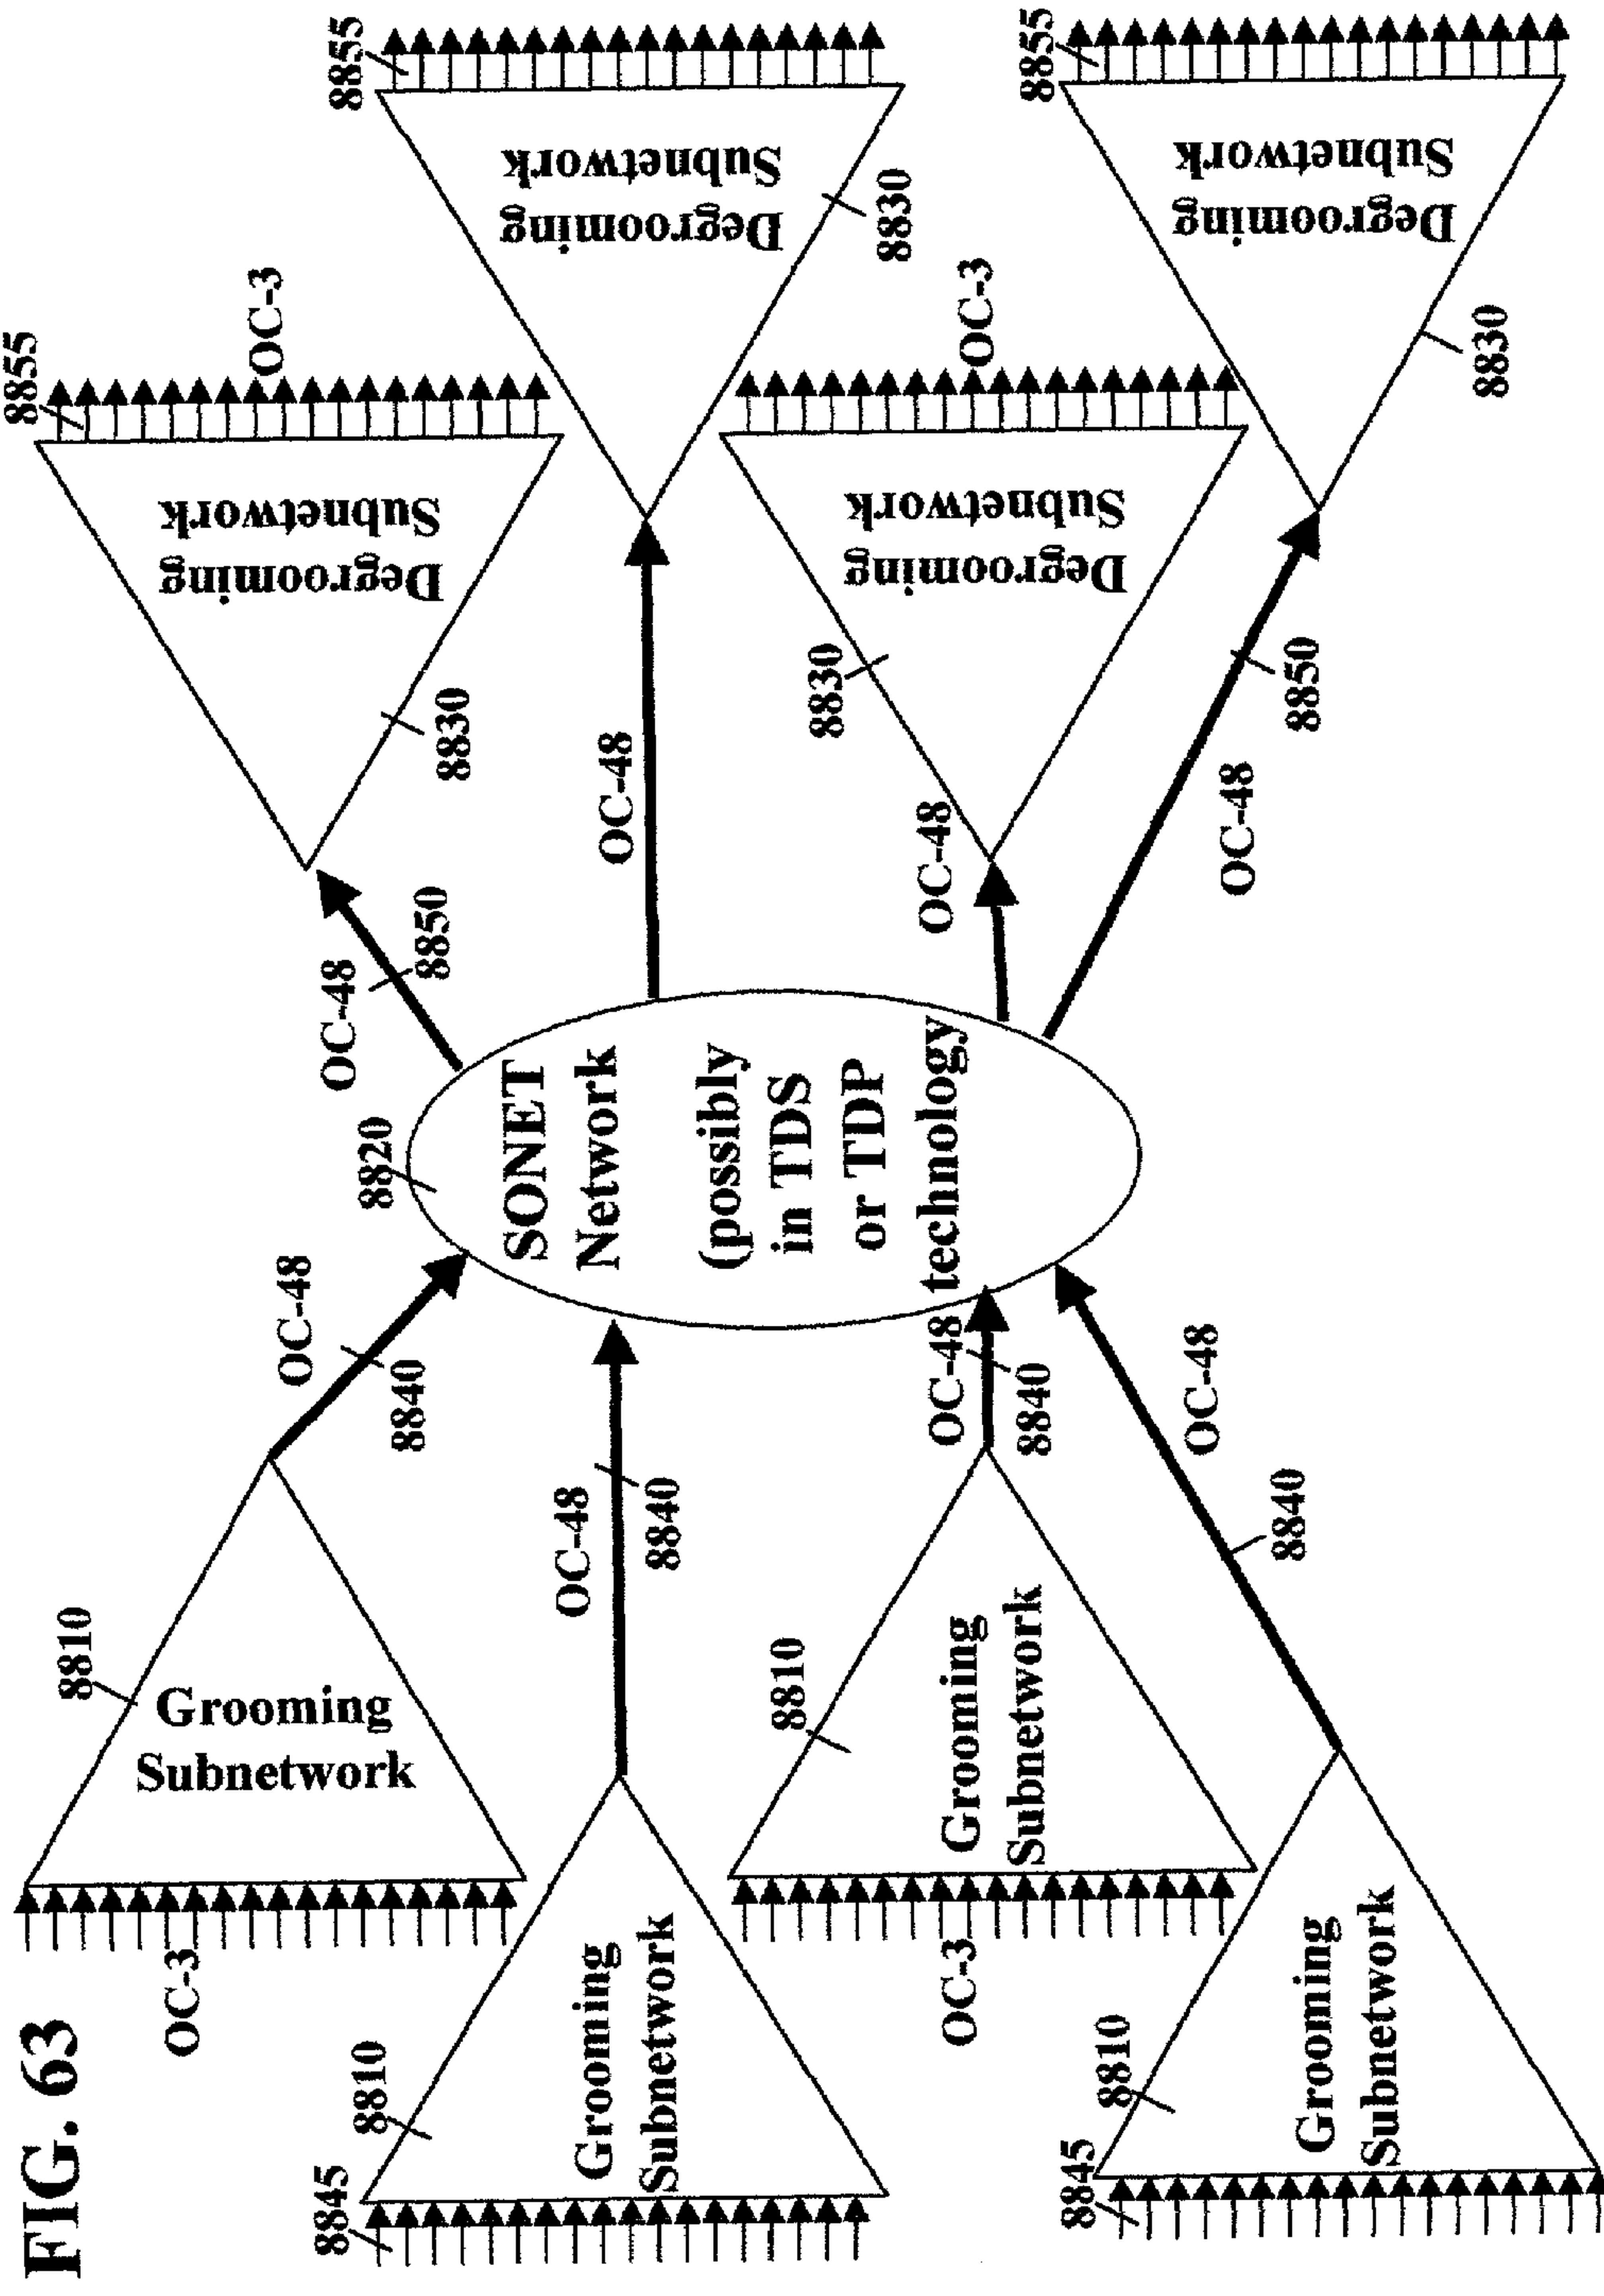 FIG. 63
8855
8855
8855
OC-3
OC-3
Degrooming
Subnetwork
Degrooming
Subnetwork
Degrooming
Subnetwork
Degrooming
Subnetwork
8830
8830
8830
8830
OC-48
8850
OC-48
OC-48
OC-48
8850
8820
SONET
Network
(possibly
in TDS
or TDP
technology
OC-48
8840
OC-48
8840
OC-48
8840
OC-48
8840
8810
Grooming
Subnetwork
OC-3
8810
Grooming
Subnetwork
8845
8810
Grooming
Subnetwork
OC-3
8810
Grooming
Subnetwork
8845